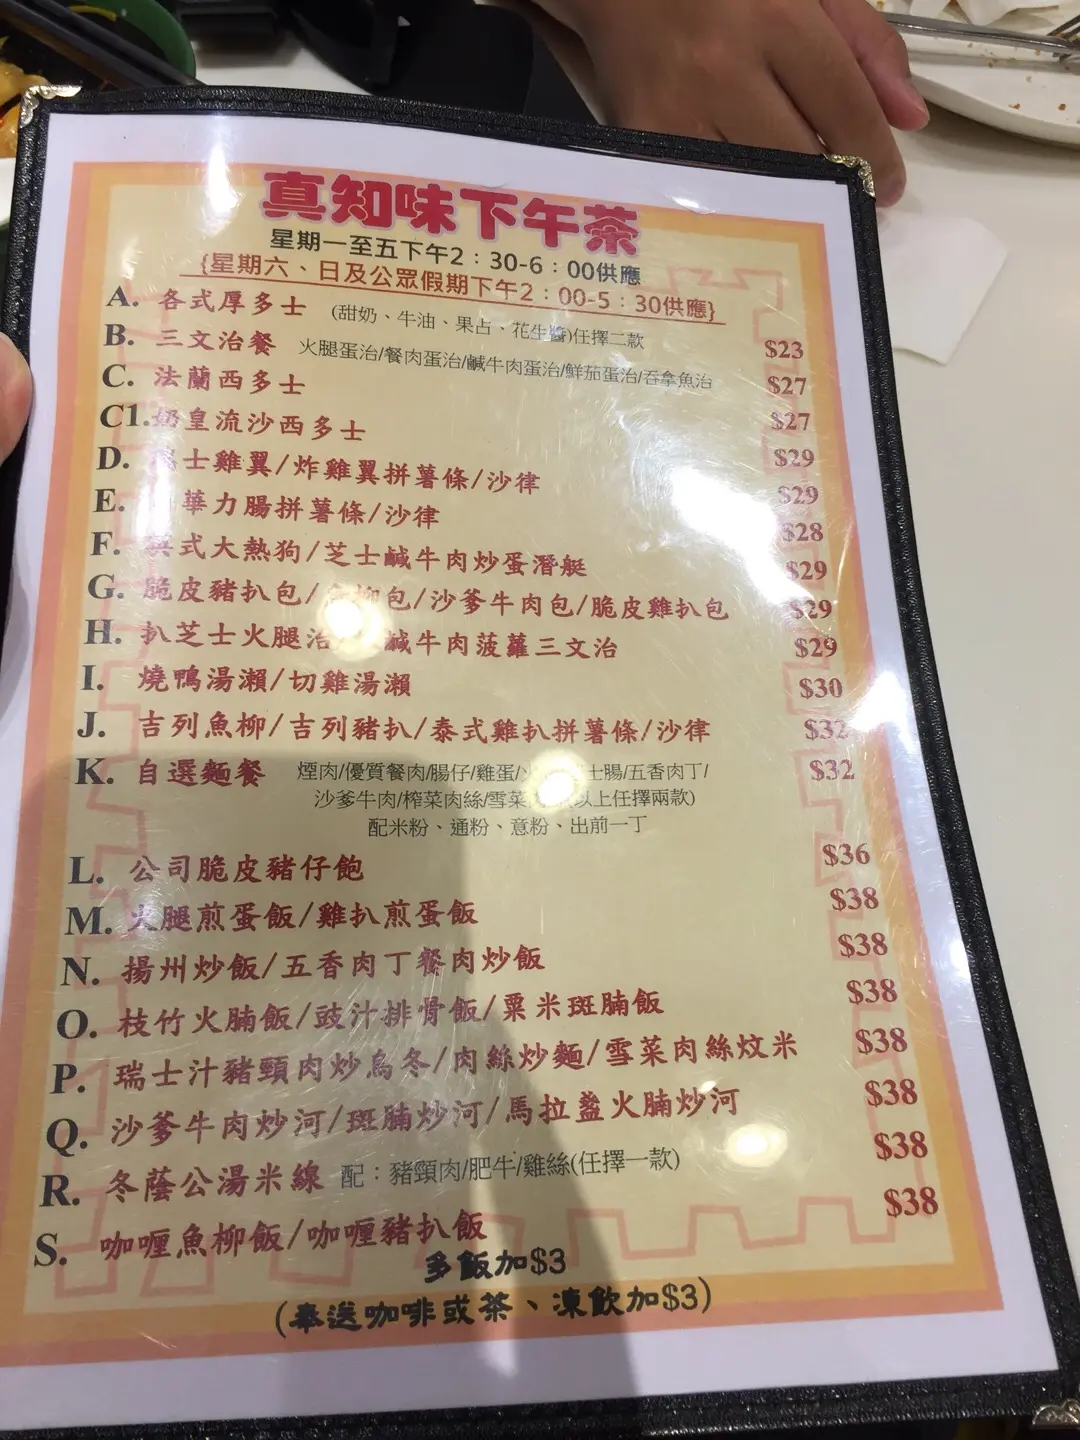 真知味下午茶
星期一至五下午2：30-6：00供應
{星期六、日及公眾假期下午2：00-5：30供應}
A. 各式厚多士 (甜奶、牛油、果占、花生醬)任擇二款 $23
B. 三文治餐 火腿蛋治/餐肉蛋治/鹹牛肉蛋治/鮮茄蛋治/吞拿魚治 $27
C. 法蘭西多士 $27
C1.奶皇流沙西多士 $29
D. 士雞翼/炸雞翼拼薯條/沙律 $29
E. 華力腸拼薯條/沙律 $28
F. 式大熱狗/芝士鹹牛肉炒蛋潛艇 $29
G. 脆皮豬扒包/柳包/沙爹牛肉包/脆皮雞扒包 $29
H. 扒芝士火腿治 鹹牛肉菠蘿三文治 $29
I. 燒鴨湯瀨/切雞湯瀨 $30
J. 吉列魚柳/吉列豬扒/泰式雞扒拼薯條/沙律 $32
K. 自選麵餐 煙肉/優質餐肉/腸仔/雞蛋/ 士腸/五香肉丁/ $32
沙爹牛肉/榨菜肉絲/雪菜 以上任擇兩款)
配米粉、通粉、意粉、出前一丁
L. 公司脆皮豬仔飽 $36
M. 火腿煎蛋飯/雞扒煎蛋飯 $38
N. 揚州炒飯/五香肉丁餐肉炒飯 $38
O. 枝竹火腩飯/豉汁排骨飯/粟米斑腩飯 $38
P. 瑞士汁豬頸肉炒烏冬/肉絲炒麵/雪菜肉絲炆米 $38
Q. 沙爹牛肉炒河/斑腩炒河/馬拉盞火腩炒河 $38
R. 冬蔭公湯米線 配：豬頸肉/肥牛/雞絲(任擇一款) $38
S. 咖喱魚柳飯/咖喱豬扒飯 $38
多飯加$3
(奉送咖啡或茶、凍飲加$3)